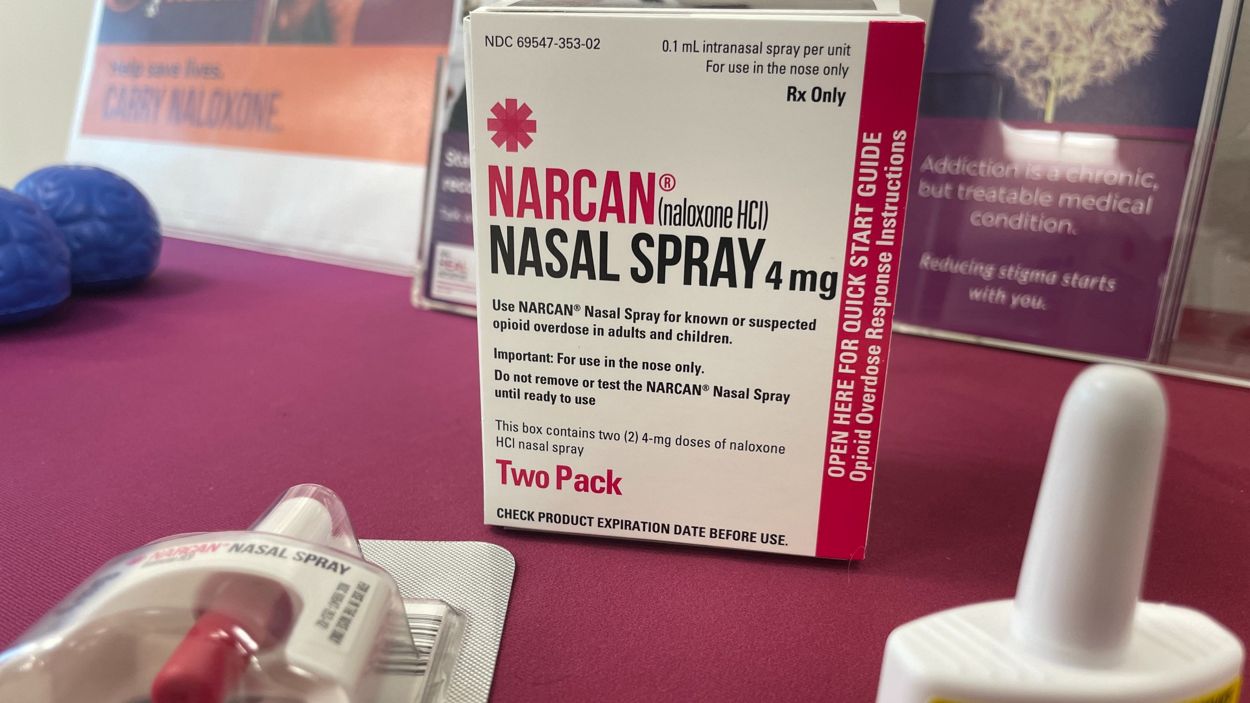 Help save lives.
CARRY NALOXONE.
NDC 69547-353-02
0.1 mL intranasal spray per unit
For use in the nose only
Rx Only
NARCAN®
(naloxone HCl)
NASAL SPRAY 4 mg
Use NARCAN® Nasal Spray for known or suspected
opioid overdose in adults and children.
Important: For use in the nose only.
Do not remove or test the NARCAN® Nasal Spray
until ready to use
This box contains two (2) 4-mg doses of naloxone
HCl nasal spray
Two Pack
CHECK PRODUCT EXPIRATION DATE BEFORE USE.
OPEN HERE FOR QUICK START GUIDE
Opioid Overdose Response Instructions
Addiction is a chronic,
but treatable medical
condition.
Reducing stigma starts
with you.
NARCAN® NASAL SPRAY